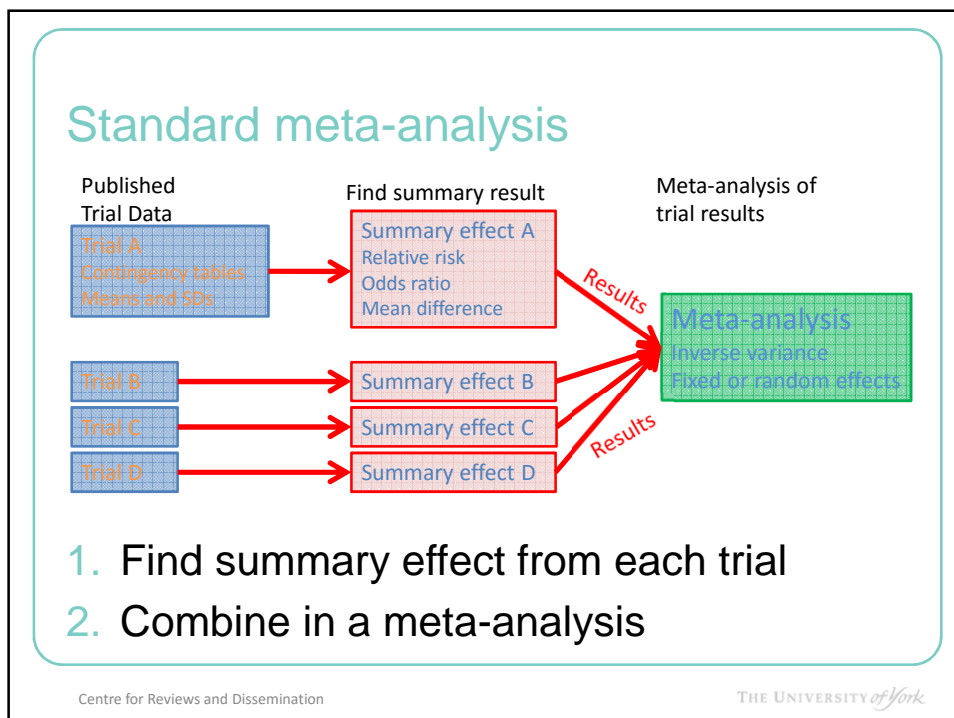 Standard meta-analysis
Published
Trial Data
Find summary result
Meta-analysis of
trial results
Trial A
Contingency tables
Means and SDs
Summary effect A
Relative risk
Odds ratio
Mean difference
Results
Meta-analysis
Inverse variance
Fixed or random effects
Trial B
Summary effect B
Trial C
Summary effect C
Results
Trial D
Summary effect D
1. Find summary effect from each trial
2. Combine in a meta-analysis
Centre for Reviews and Dissemination
THE UNIVERSITY of York